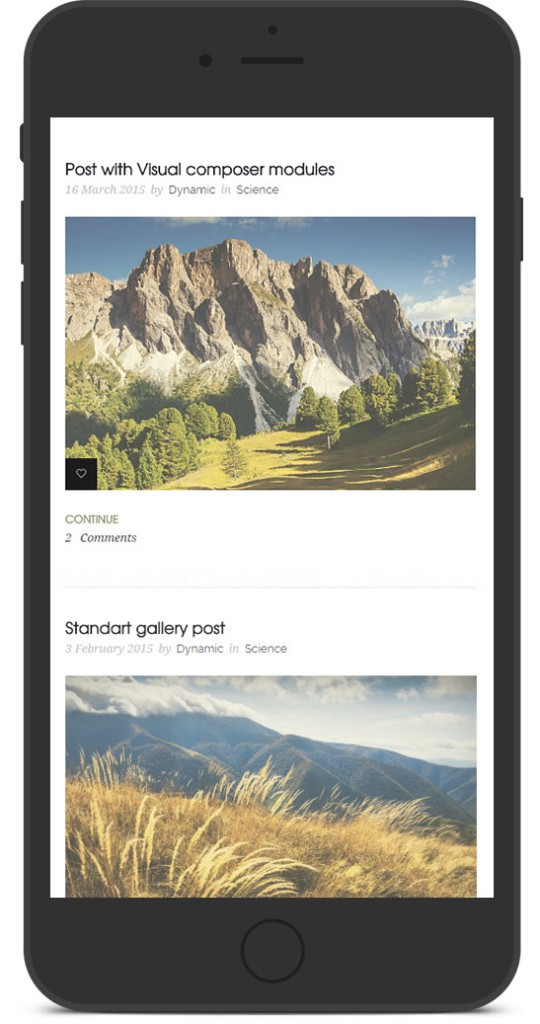 Post with Visual composer modules
16 March 2015 by Dynamic in Science
CONTINUE
2 Comments
Standart gallery post
3 February 2015 by Dynamic in Science